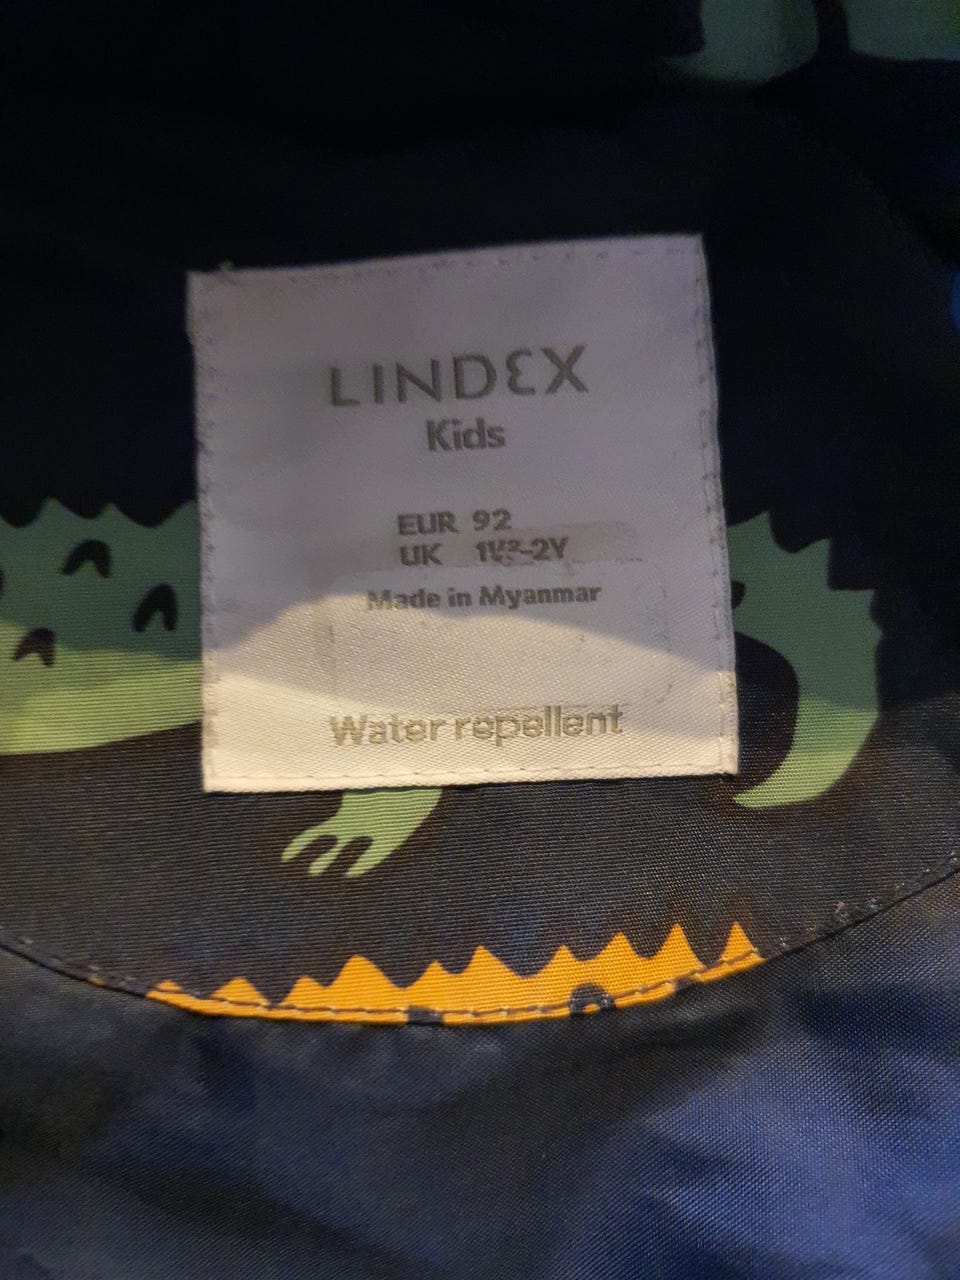 LINDEX
Kids
EUR 92
UK 1½-2Y
Made in Myanmar
Water repellent